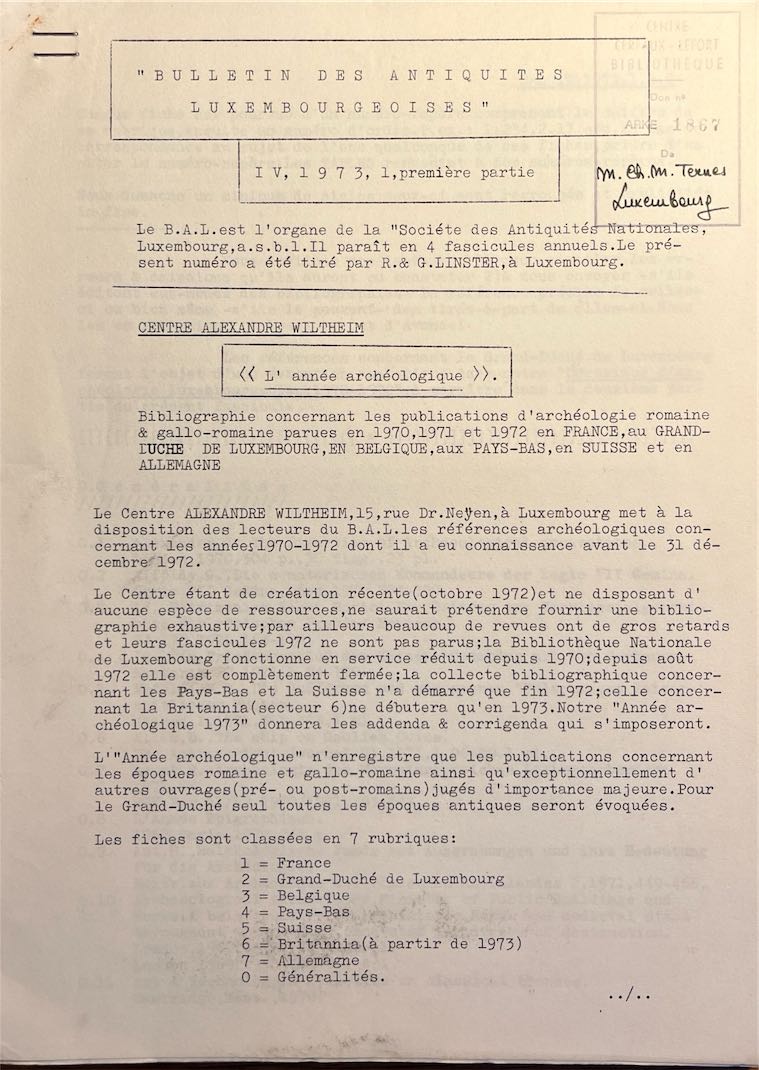 CENTRE
CERFAUX - LEFORT
BIBLIOTHÈQUE
Don nº
ARKE 1867
De
M. Ch. M. Ternes
Luxembourg
" BULLETIN DES ANTIQUITES
LUXEMBOURGEOISES "
IV, 1973, 1,première partie
Le B.A.L.est l'organe de la "Sociéte des Antiquités Nationales,
Luxembourg,a.s.b.l.Il paraît en 4 fascicules annuels.Le pré-
sent numéro a été tiré par R.& G.LINSTER,à Luxembourg.
CENTRE ALEXANDRE WILTHEIM
<< L' année archéologique >>.
Bibliographie concernant les publications d'archéologie romaine
& gallo-romaine parues en 1970,1971 et 1972 en FRANCE,au GRAND-
DUCHE DE LUXEMBOURG,EN BELGIQUE,aux PAYS-BAS,en SUISSE et en
ALLEMAGNE
Le Centre ALEXANDRE WILTHEIM,15,rue Dr.Neyen,à Luxembourg met à la
disposition des lecteurs du B.A.L.les références archéologiques con-
cernant les années1970-1972 dont il a eu connaissance avant le 31 dé-
cembre 1972.
Le Centre étant de création récente(octobre 1972)et ne disposant d'
aucune espèce de ressources,ne saurait prétendre fournir une biblio-
graphie exhaustive;par ailleurs beaucoup de revues ont de gros retards
et leurs fascicules 1972 ne sont pas parus;la Bibliothèque Nationale
de Luxembourg fonctionne en service réduit depuis 1970;depuis août
1972 elle est complètement fermée;la collecte bibliographique concer-
nant les Pays-Bas et la Suisse n'a démarré que fin 1972;celle concer-
nant la Britannia(secteur 6)ne débutera qu'en 1973.Notre "Année ar-
chéologique 1973" donnera les addenda & corrigenda qui s'imposeront.
L'"Année archéologique" n'enregistre que les publications concernant
les époques romaine et gallo-romaine ainsi qu'exceptionnellement d'
autres ouvrages(pré- ou post-romains)jugés d'importance majeure.Pour
le Grand-Duché seul toutes les époques antiques seront évoquées.
Les fiches sont classées en 7 rubriques:
1 = France
2 = Grand-Duché de Luxembourg
3 = Belgique
4 = Pays-Bas
5 = Suisse
6 = Britannia(à partir de 1973)
7 = Allemagne
0 = Généralités.
../..